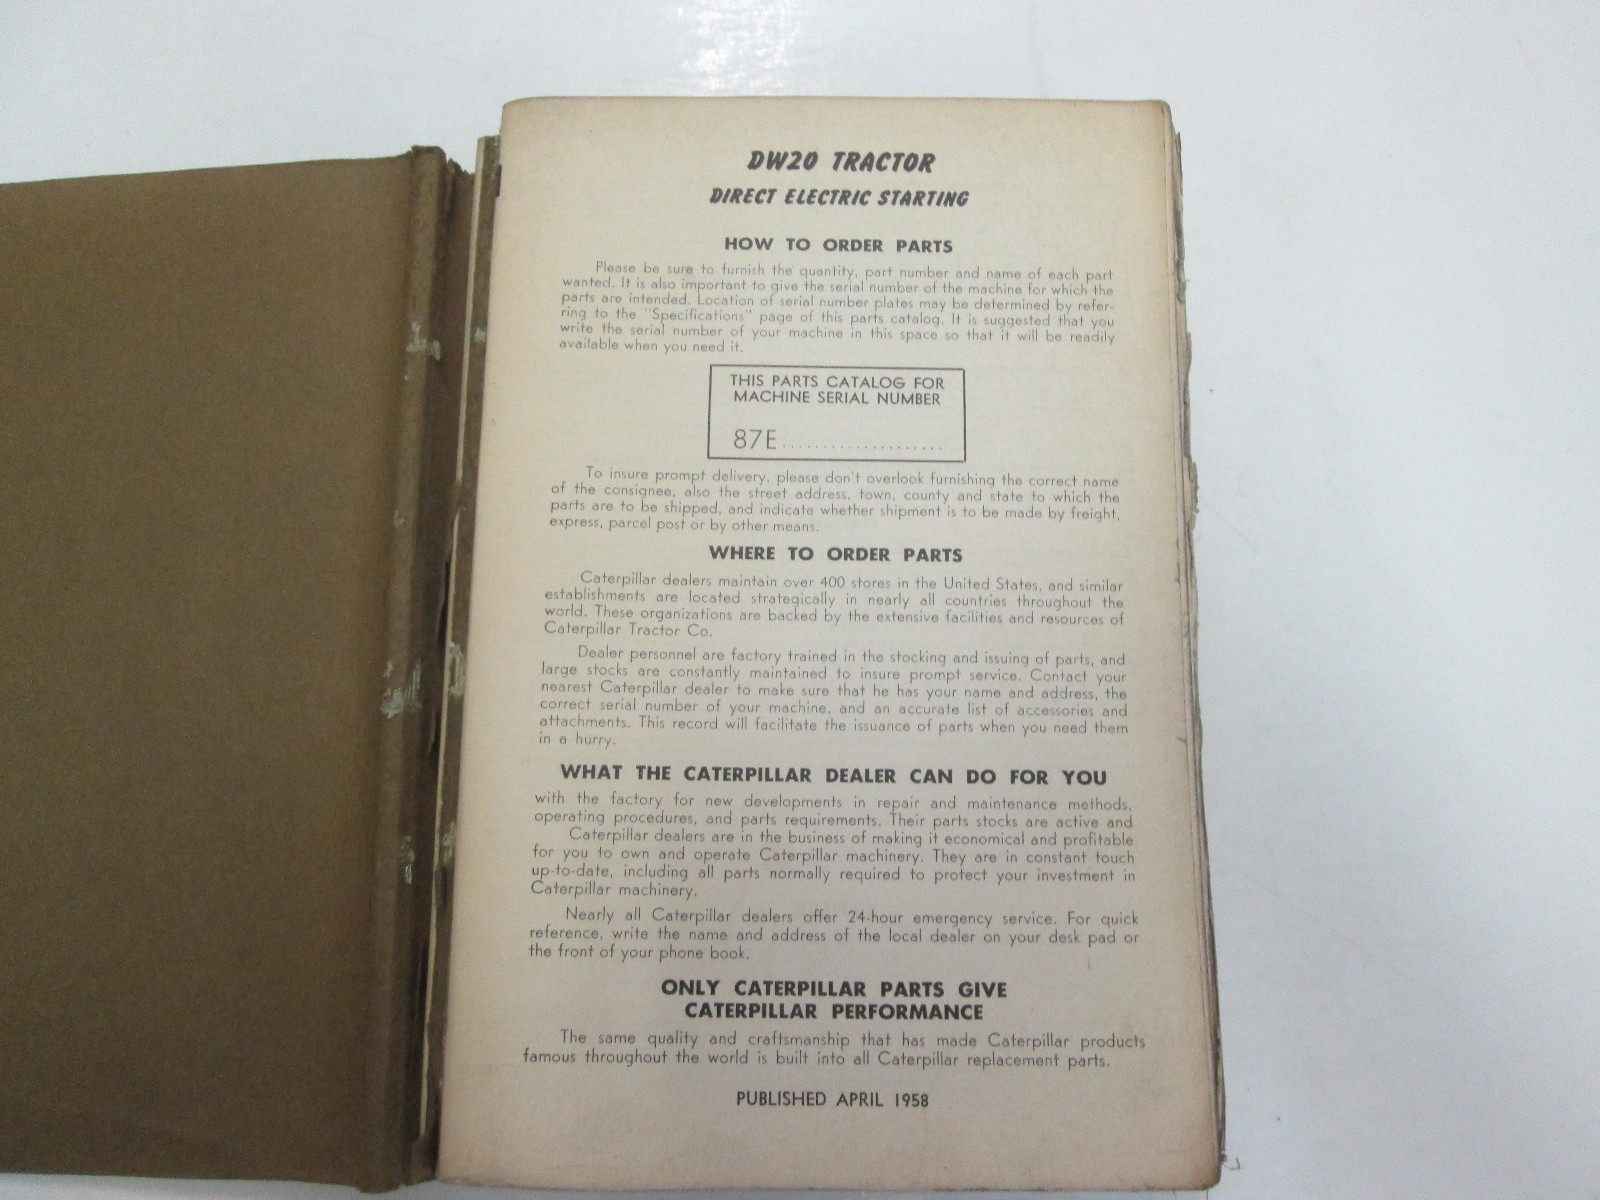 DW20 TRACTOR
DIRECT ELECTRIC STARTING
HOW TO ORDER PARTS
Please be sure to furnish the quantity, part number and name of each part
wanted. It is also important to give the serial number of the machine for which the
parts are intended. Location of serial number plates may be determined by refer-
ring to the "Specifications" page of this parts catalog. It is suggested that you
write the serial number of your machine in this space so that it will be readily
available when you need it.
THIS PARTS CATALOG FOR
MACHINE SERIAL NUMBER
87E....................
To insure prompt delivery, please don't overlook furnishing the correct name
of the consignee, also the street address, town, county and state to which the
parts are to be shipped, and indicate whether shipment is to be made by freight,
express, parcel post or by other means.
WHERE TO ORDER PARTS
Caterpillar dealers maintain over 400 stores in the United States, and similar
establishments are located strategically in nearly all countries throughout the
world. These organizations are backed by the extensive facilities and resources of
Caterpillar Tractor Co.
Dealer personnel are factory trained in the stocking and issuing of parts, and
large stocks are constantly maintained to insure prompt service. Contact your
nearest Caterpillar dealer to make sure that he has your name and address, the
correct serial number of your machine, and an accurate list of accessories and
attachments. This record will facilitate the issuance of parts when you need them
in a hurry.
WHAT THE CATERPILLAR DEALER CAN DO FOR YOU
with the factory for new developments in repair and maintenance methods,
operating procedures, and parts requirements. Their parts stocks are active and
Caterpillar dealers are in the business of making it economical and profitable
for you to own and operate Caterpillar machinery. They are in constant touch
up-to-date, including all parts normally required to protect your investment in
Caterpillar machinery.
Nearly all Caterpillar dealers offer 24-hour emergency service. For quick
reference, write the name and address of the local dealer on your desk pad or
the front of your phone book.
ONLY CATERPILLAR PARTS GIVE
CATERPILLAR PERFORMANCE
The same quality and craftsmanship that has made Caterpillar products
famous throughout the world is built into all Caterpillar replacement parts.
PUBLISHED APRIL 1958